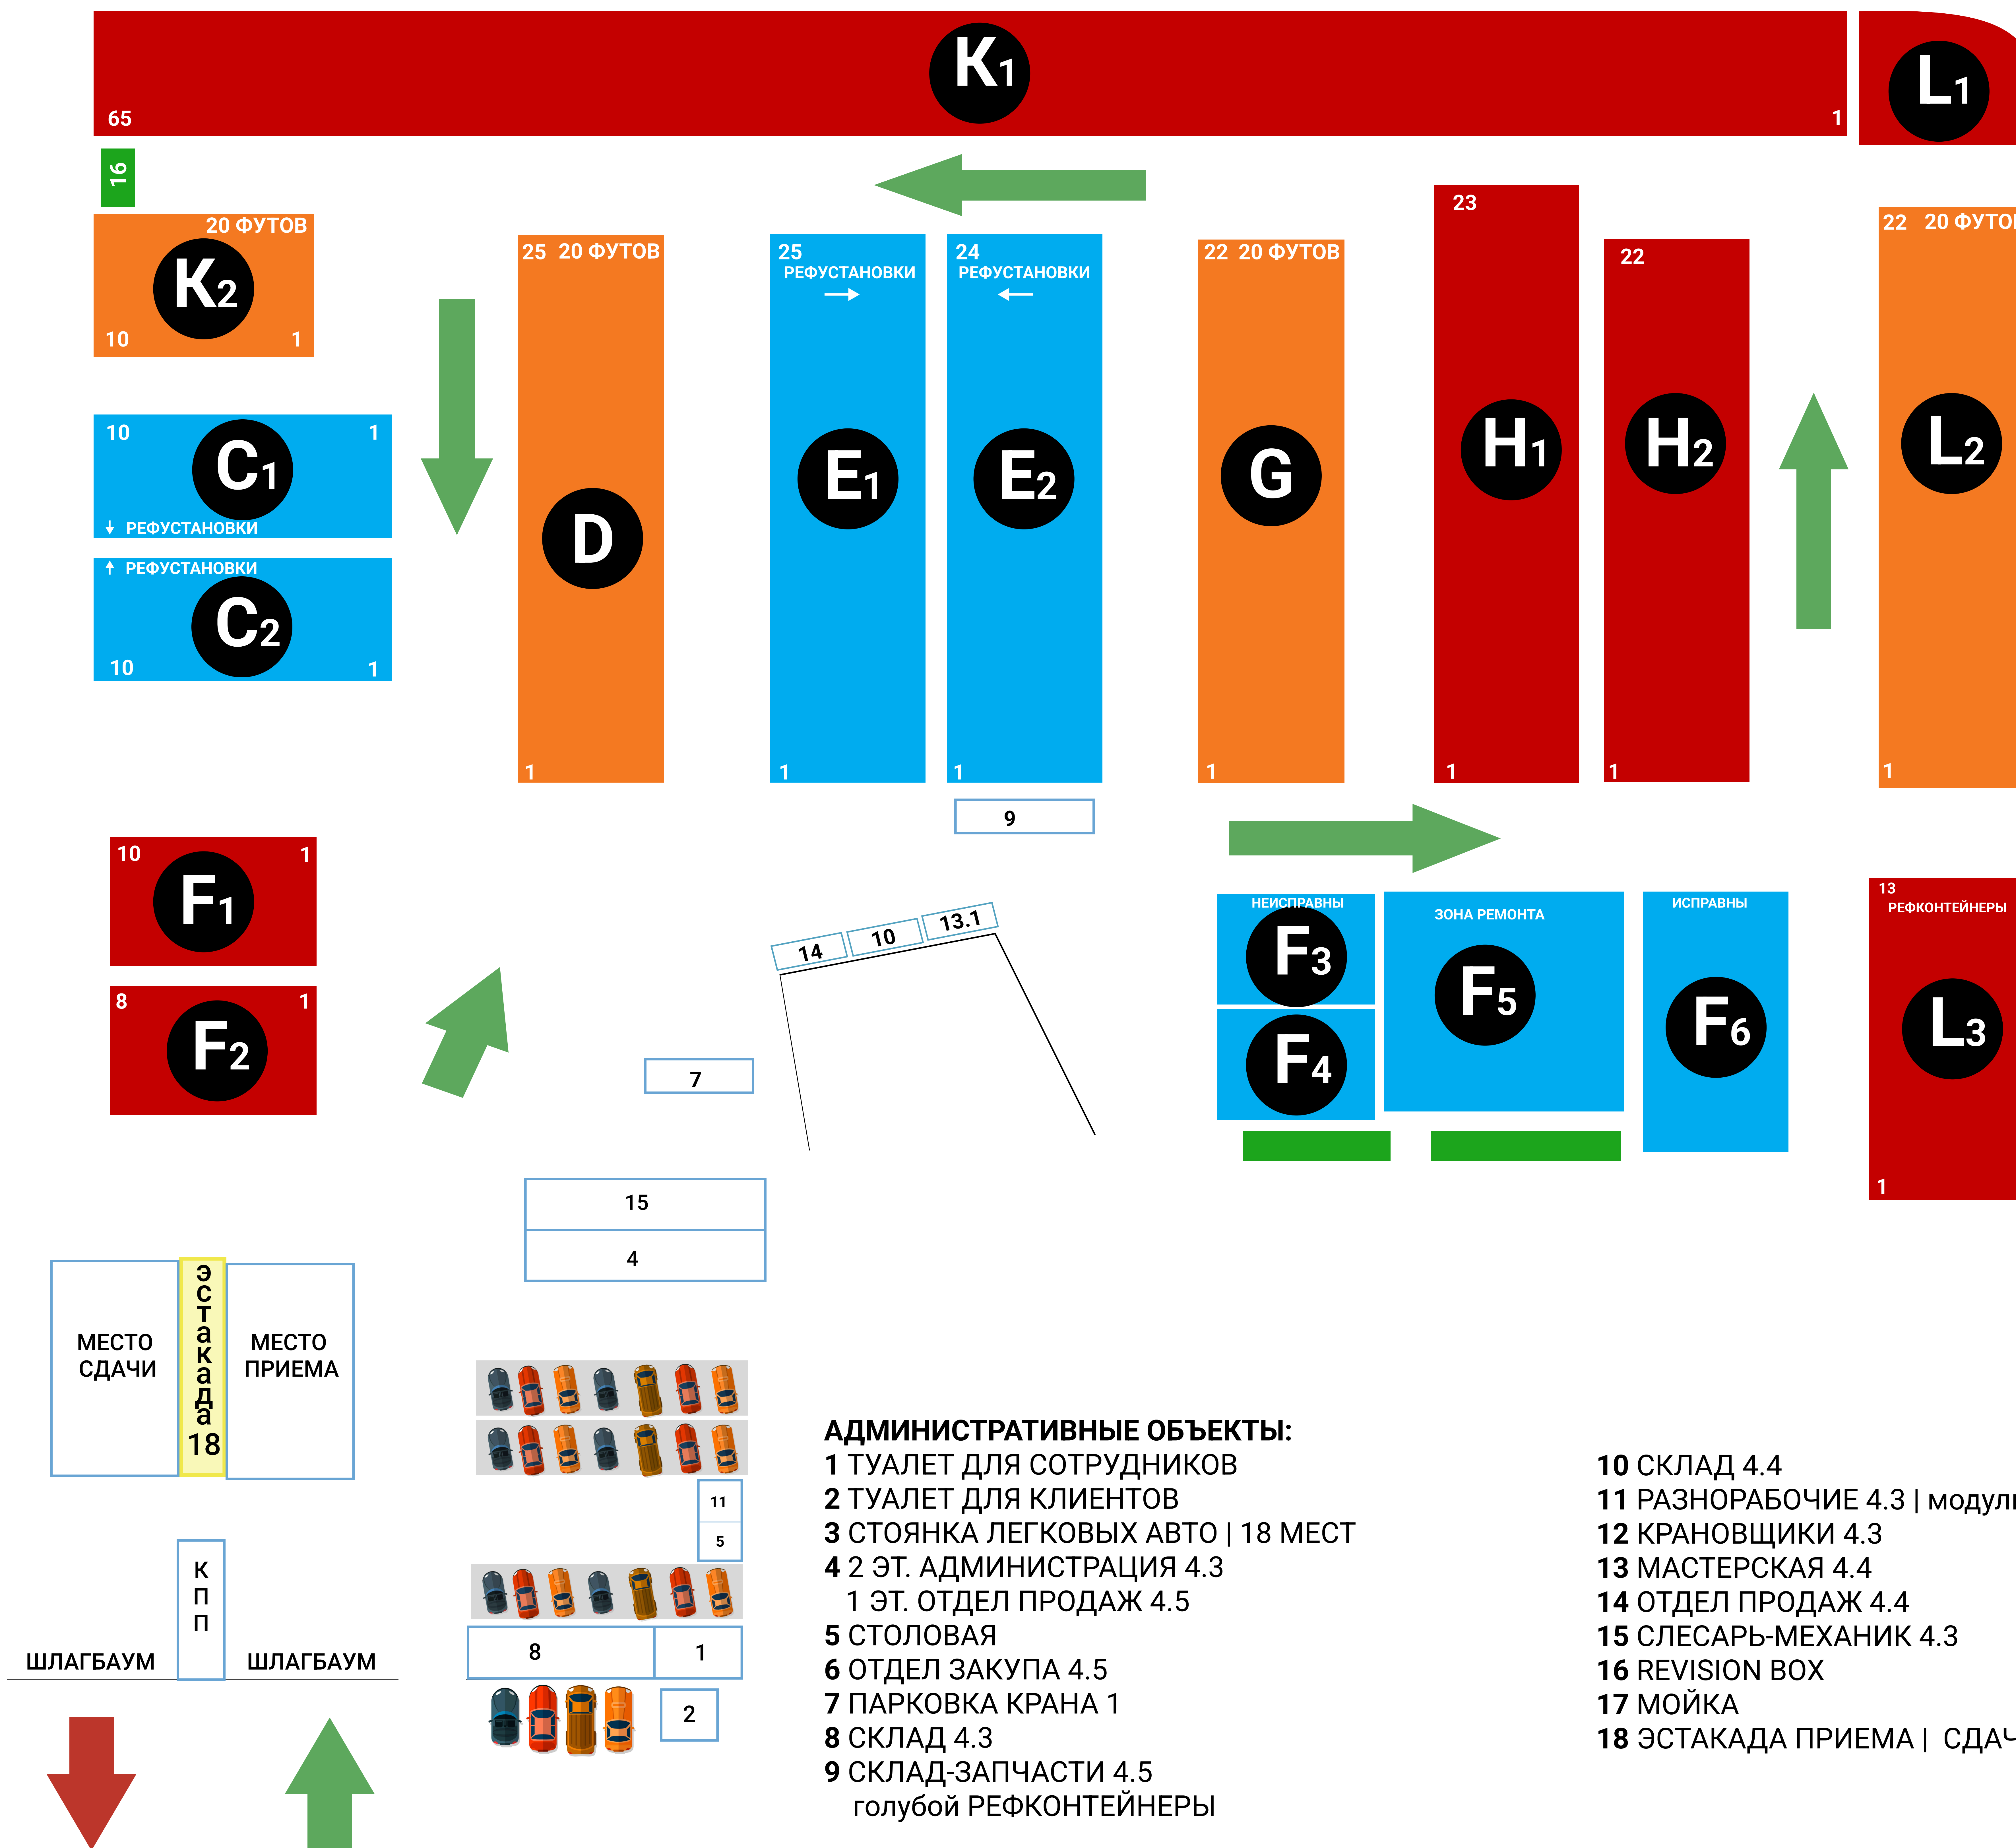 K1
65
1
L1
16
20 ФУТОВ
K2
10
1
25 20 ФУТОВ
D
1
25
РЕФУСТАНОВКИ
E1
1
24
РЕФУСТАНОВКИ
E2
1
22 20 ФУТОВ
G
1
23
H1
1
22
H2
1
22
L2
1
10
1
C1
РЕФУСТАНОВКИ
РЕФУСТАНОВКИ
C2
10
1
9
10
1
F1
8
1
F2
14
10
13.1
7
НЕИСПРАВНЫ
F3
F4
ЗОНА РЕМОНТА
F5
ИСПРАВНЫ
F6
13
РЕФКОНТЕЙНЕРЫ
L3
1
15
4
МЕСТО
СДАЧИ
эстакада
18
МЕСТО
ПРИЕМА
11
5
КПП
ШЛАГБАУМ
ШЛАГБАУМ
8
1
2
АДМИНИСТРАТИВНЫЕ ОБЪЕКТЫ:
1 ТУАЛЕТ ДЛЯ СОТРУДНИКОВ
2 ТУАЛЕТ ДЛЯ КЛИЕНТОВ
3 СТОЯНКА ЛЕГКОВЫХ АВТО | 18 МЕСТ
4 2 ЭТ. АДМИНИСТРАЦИЯ 4.3
1 ЭТ. ОТДЕЛ ПРОДАЖ 4.5
5 СТОЛОВАЯ
6 ОТДЕЛ ЗАКУПА 4.5
7 ПАРКОВКА КРАНА 1
8 СКЛАД 4.3
9 СКЛАД-ЗАПЧАСТИ 4.5
голубой РЕФКОНТЕЙНЕРЫ
10 СКЛАД 4.4
11 РАЗНОРАБОЧИЕ 4.3 |
12 КРАНОВЩИКИ 4.3
13 МАСТЕРСКАЯ 4.4
14 ОТДЕЛ ПРОДАЖ 4.4
15 СЛЕСАРЬ-МЕХАНИК 4.3
16 REVISION BOX
17 МОЙКА
18 ЭСТАКАДА ПРИЕМА |